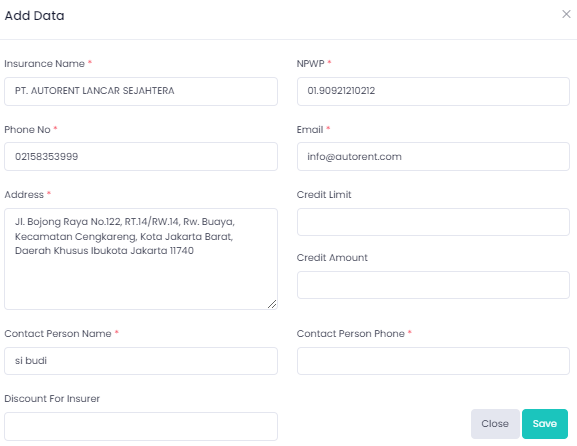 Add Data
×
Insurance Name *
NPWP *
PT. AUTORENT LANCAR SEJAHTERA
01.90921210212
Phone No *
Email *
02158353999
info@autorent.com
Address *
Credit Limit
Jl. Bojong Raya No.122, RT.14/RW.14, Rw. Buaya,
Kecamatan Cengkareng, Kota Jakarta Barat,
Daerah Khusus Ibukota Jakarta 11740
Credit Amount
Contact Person Name *
Contact Person Phone *
si budi
Discount For Insurer
Close
Save